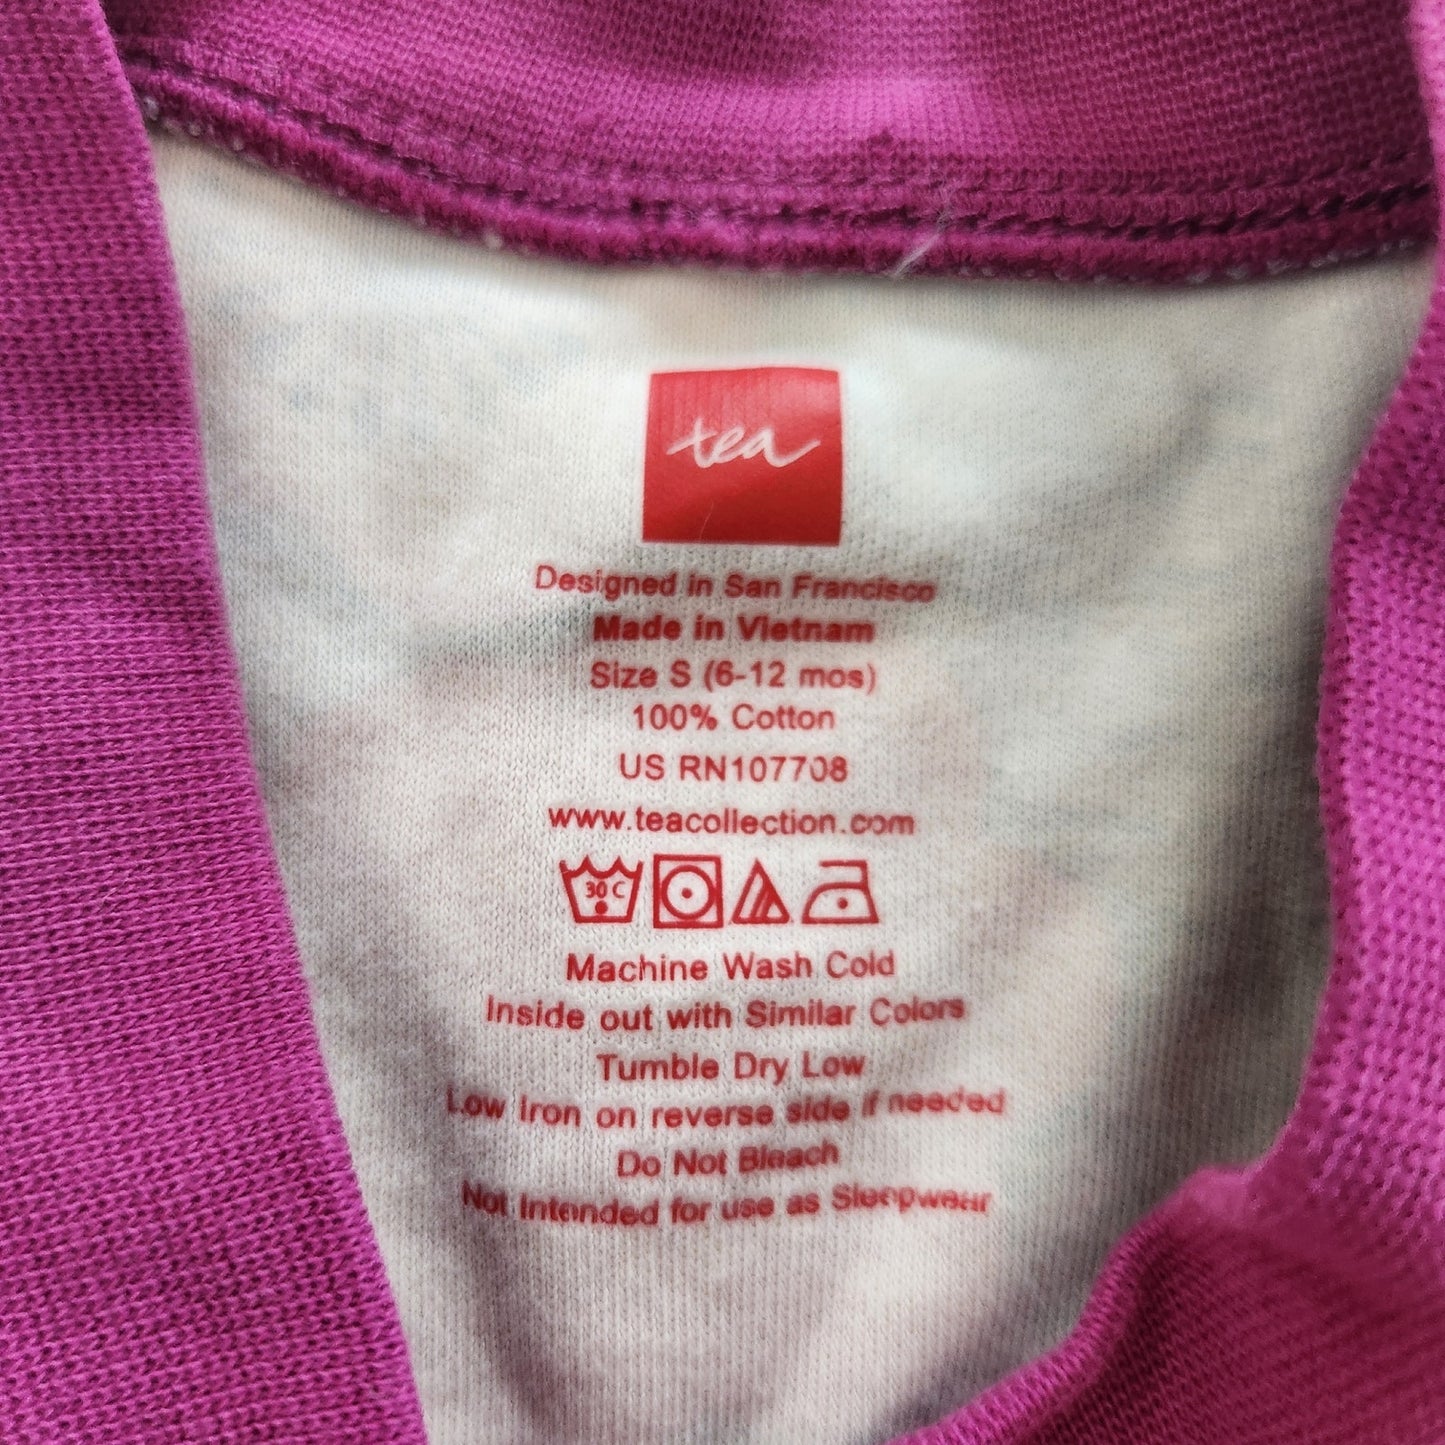 tea
Designed in San Francisco
Made in Vietnam
Size S (6-12 mos)
100% Cotton
US RN107708
www.teacollection.com
30 C
Machine Wash Cold
Inside out with Similar Colors
Tumble Dry Low
Low Iron on reverse side if needed
Do Not Bleach
Not Intended for use as Sleepwear